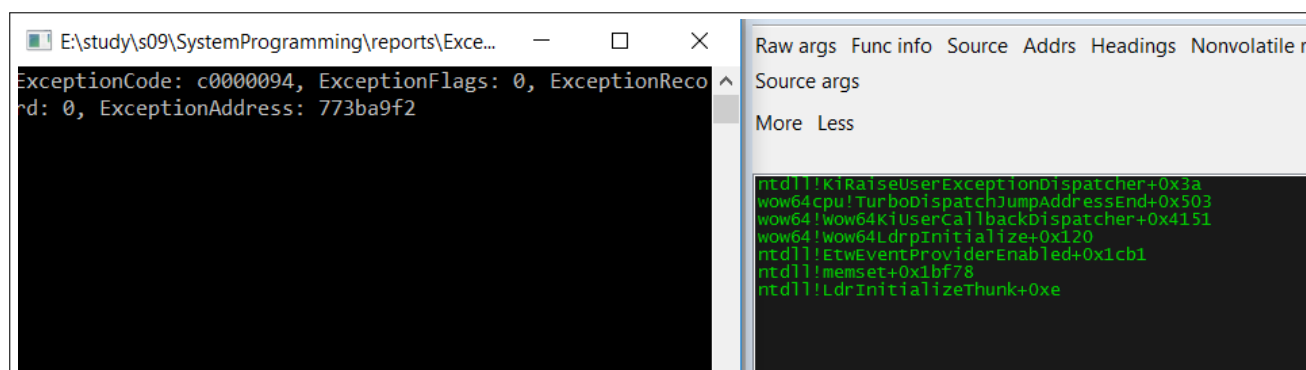 E:\study\s09\SystemProgramming\reports\Exce...
ExceptionCode: c0000094, ExceptionFlags: 0, ExceptionReco
rd: 0, ExceptionAddress: 773ba9f2
Raw args Func info Source Addrs Headings Nonvolatile r
Source args
More Less
ntdll!KiRaiseUserExceptionDispatcher+0x3a
wow64cpu!TurboDispatchJumpAddressEnd+0x503
wow64!Wow64KiUserCallbackDispatcher+0x4151
wow64!Wow64LdrpInitialize+0x120
ntdll!EtwEventProviderEnabled+0x1cb1
ntdll!memset+0x1bf78
ntdll!LdrInitializeThunk+0xe